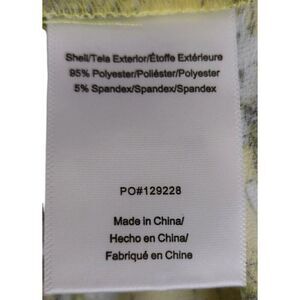 Shell/Tela Exterior/Étoffe Extérieure
95% Polyester/Poliéster/Polyester
5% Spandex/Spandex/Spandex
PO#129228
Made in China/
Hecho en China/
Fabriqué en Chine